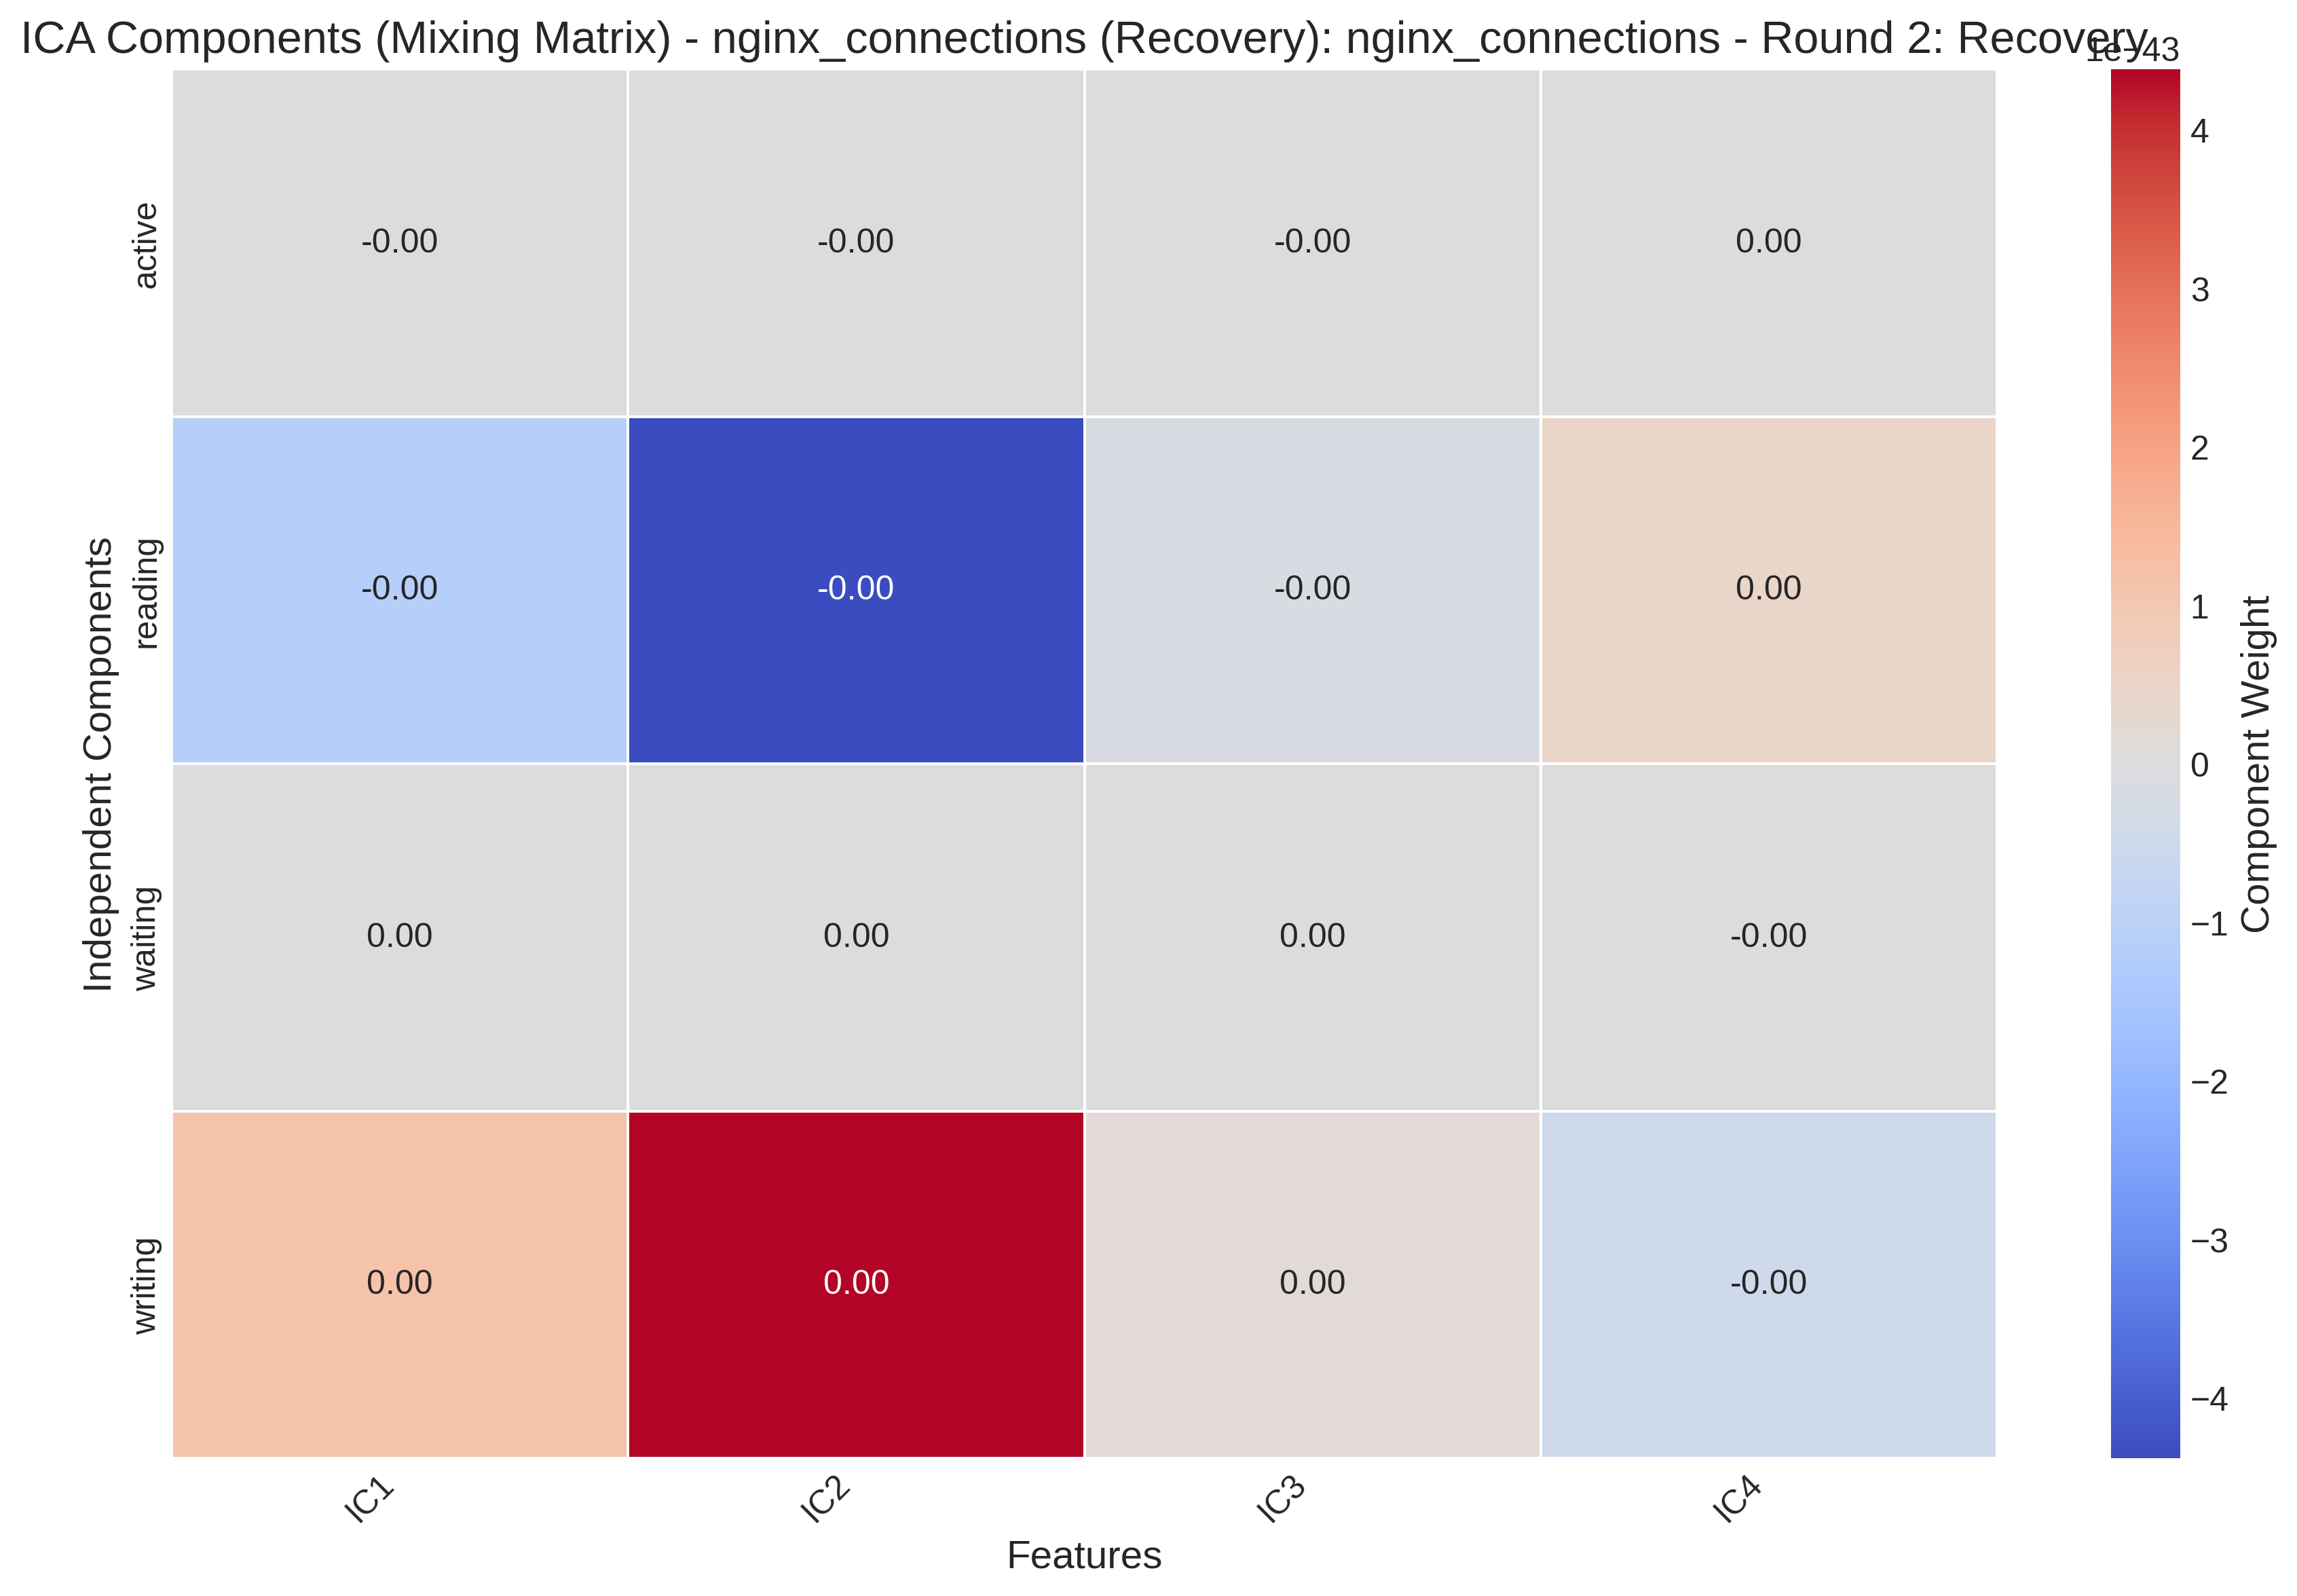 ICA Components (Mixing Matrix) - nginx_connections (Recovery): nginx_connections - Round 2: Recovery
1e−43
active
-0.00 -0.00 -0.00 0.00
reading
-0.00 -0.00 -0.00 0.00
waiting
0.00 0.00 0.00 -0.00
writing
0.00 0.00 0.00 -0.00
Independent Components
IC1 IC2 IC3 IC4
Features
4
3
2
1
0
−1
−2
−3
−4
Component Weight